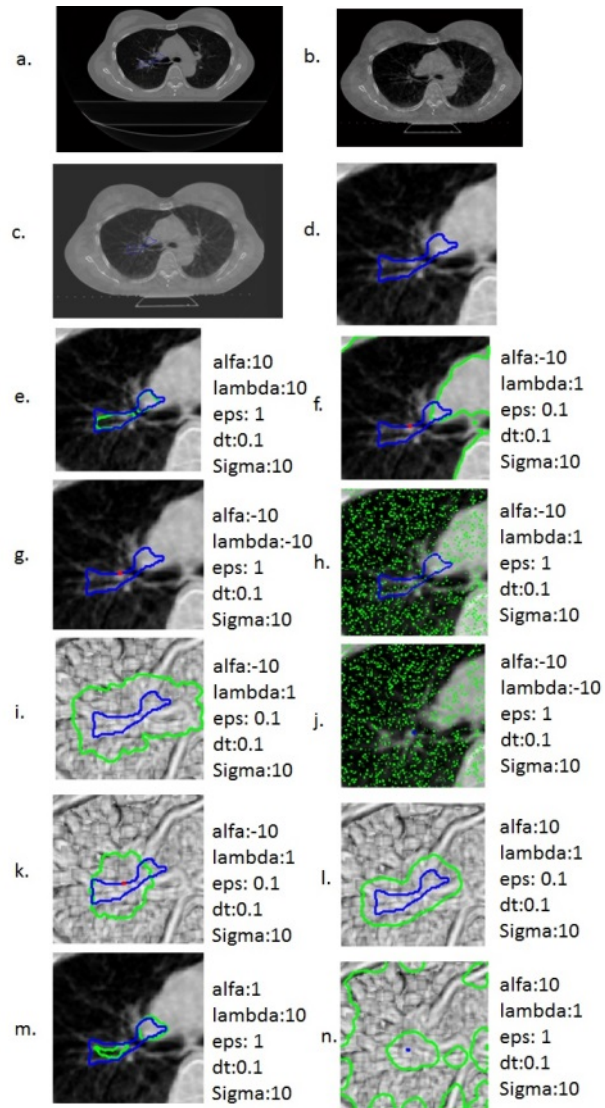 a.
b.
c.
d.
e.
alfa:10
lambda:10
eps: 1
dt:0.1
Sigma:10
f.
alfa:-10
lambda:1
eps: 0.1
dt:0.1
Sigma:10
g.
alfa:-10
lambda:-10
eps: 1
dt:0.1
Sigma:10
h.
alfa:-10
lambda:1
eps: 1
dt:0.1
Sigma:10
i.
alfa:-10
lambda:1
eps: 0.1
dt:0.1
Sigma:10
j.
alfa:-10
lambda:-10
eps: 1
dt:0.1
Sigma:10
k.
alfa:-10
lambda:1
eps: 0.1
dt:0.1
Sigma:10
l.
alfa:10
lambda:1
eps: 0.1
dt:0.1
Sigma:10
m.
alfa:1
lambda:10
eps: 1
dt:0.1
Sigma:10
n.
alfa:10
lambda:1
eps: 1
dt:0.1
Sigma:10